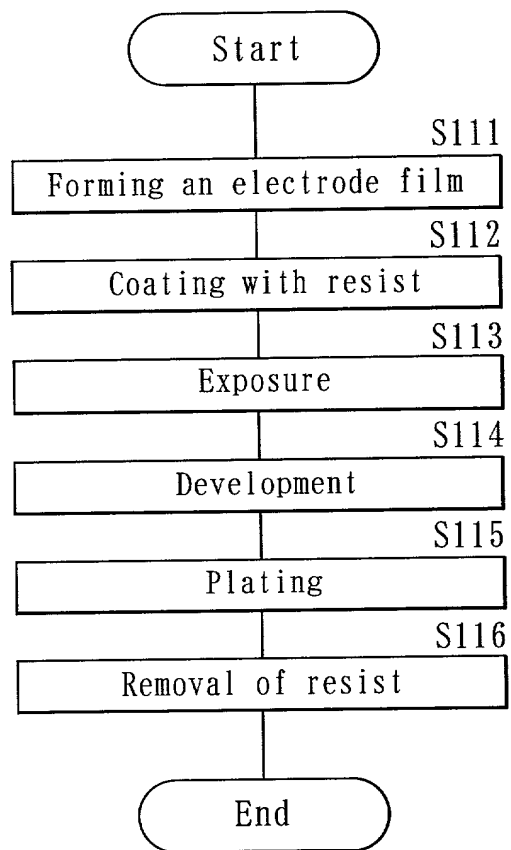 Start
S111
Forming an electrode film
S112
Coating with resist
S113
Exposure
S114
Development
S115
Plating
S116
Removal of resist
End